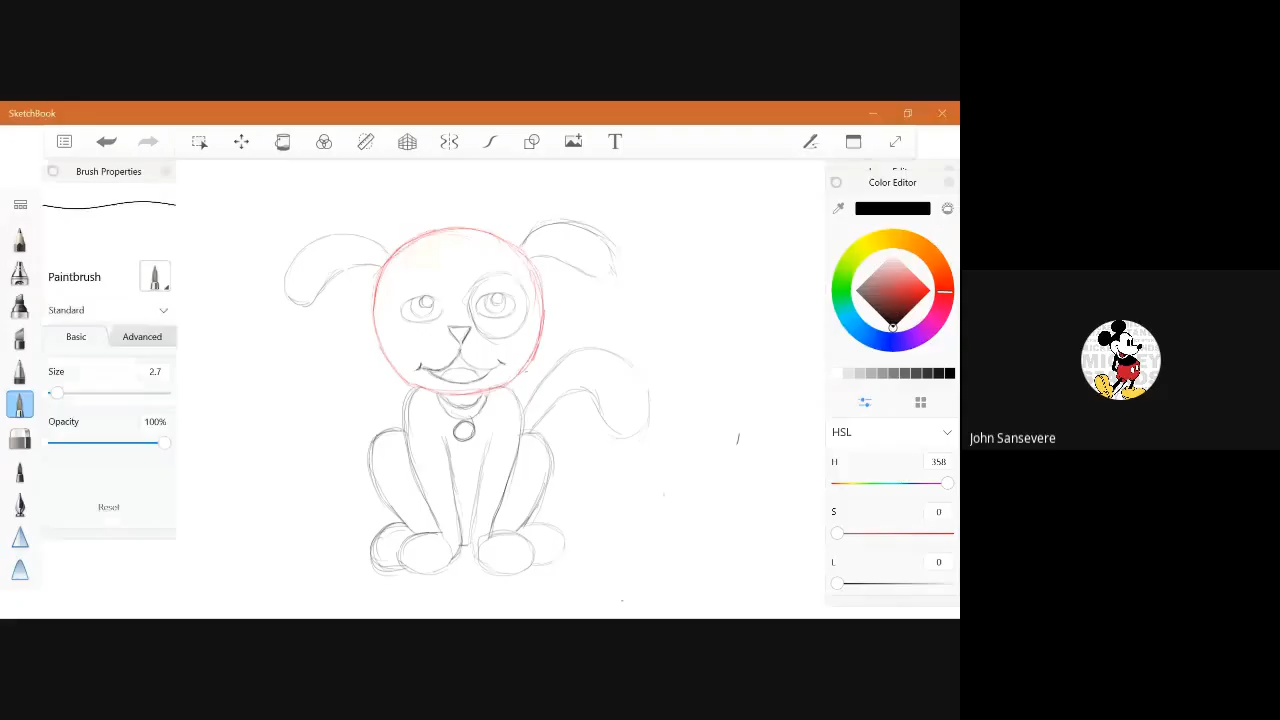 SketchBook
T
Brush Properties
Color Editor
Paintbrush
Standard
Basic
Advanced
Size
2.7
Opacity
100%
Reset
HSL
H
358
S
0
L
0
John Sansevere